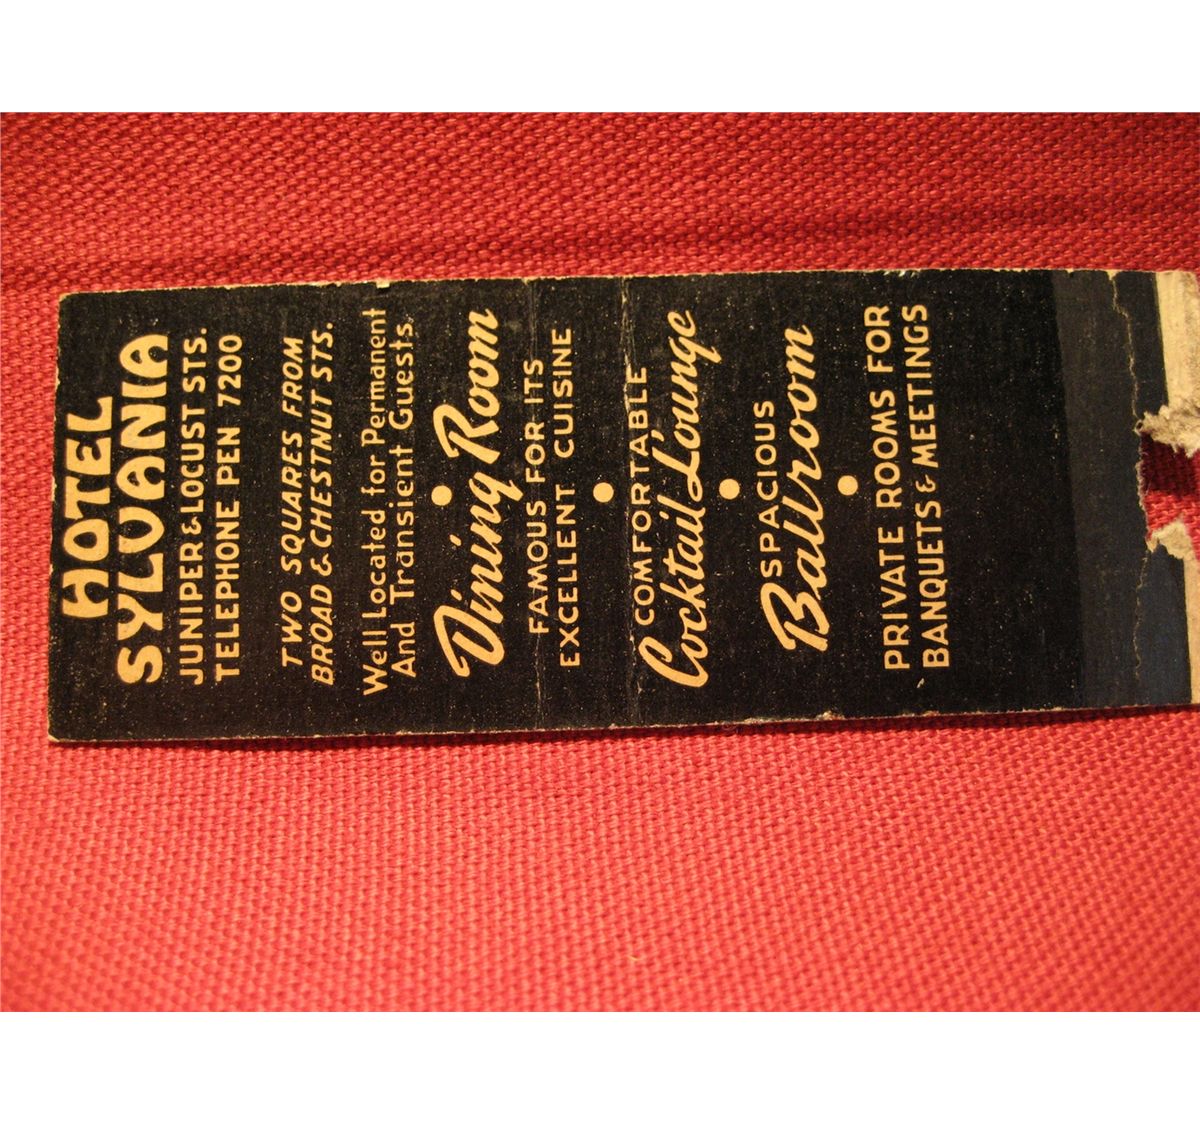 HOTEL
SYLVANIA
JUNIPER & LOCUST STS.
TELEPHONE PEN 7200
TWO SQUARES FROM
BROAD & CHESTNUT STS.
Well Located for Permanent
And Transient Guests.
Dining Room
FAMOUS FOR ITS
EXCELLENT CUISINE
COMFORTABLE
Cocktail Lounge
SPACIOUS
Ballroom
PRIVATE ROOMS FOR
BANQUETS & MEETINGS